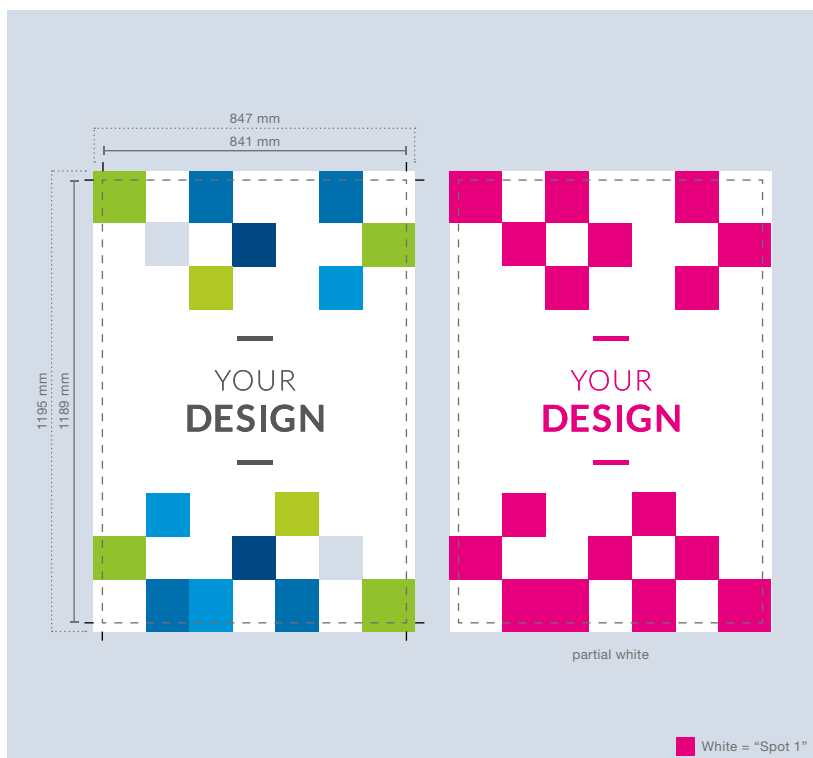 847 mm
841 mm
1195 mm
1189 mm
YOUR
DESIGN
YOUR
DESIGN
partial white
White = “Spot 1”